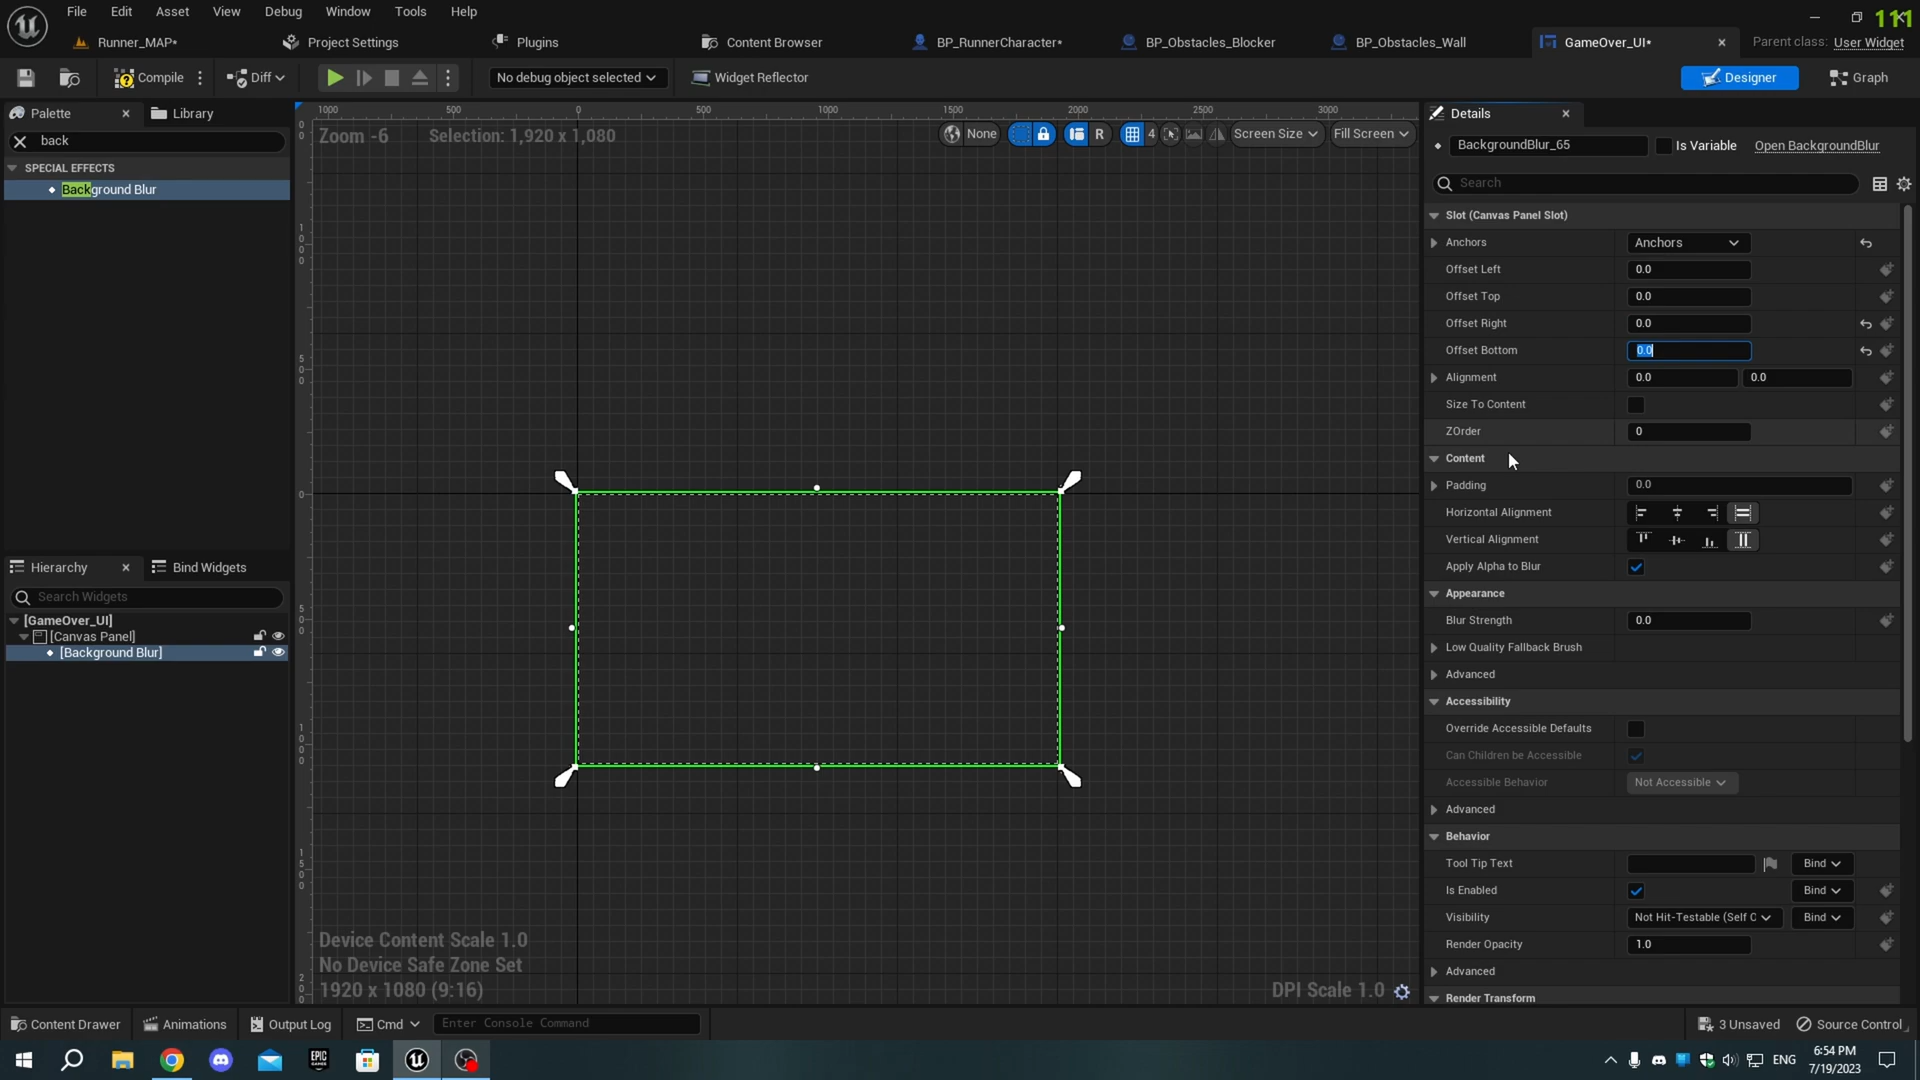 File Edit Asset View Debug Window Tools Help
111
Runner_MAP* Project Settings Plugins Content Browser BP_RunnerCharacter* BP_Obstacles_Blocker BP_Obstacles_Wall GameOver_UI* Parent class: User Widget
Compile Diff No debug object selected Widget Reflector Designer Graph
Palette Library
back
SPECIAL EFFECTS
Background Blur
Hierarchy Bind Widgets
Search Widgets
[GameOver_UI]
[Canvas Panel]
[Background Blur]
1000 500 0 500 1000 1500 2000 2500 3000
Zoom -6 Selection: 1,920 x 1,080 None R 4 Screen Size Fill Screen
Device Content Scale 1.0
No Device Safe Zone Set
1920 x 1080 (9:16) DPI Scale 1.0
Details
BackgroundBlur_65 Is Variable Open BackgroundBlur
Search
Slot (Canvas Panel Slot)
Anchors Anchors
Offset Left 0.0
Offset Top 0.0
Offset Right 0.0
Offset Bottom 0.0
Alignment 0.0 0.0
Size To Content
ZOrder 0
Content
Padding 0.0
Horizontal Alignment
Vertical Alignment
Apply Alpha to Blur
Appearance
Blur Strength 0.0
Low Quality Fallback Brush
Advanced
Accessibility
Override Accessible Defaults
Can Children be Accessible
Accessible Behavior Not Accessible
Advanced
Behavior
Tool Tip Text Bind
Is Enabled Bind
Visibility Not Hit-Testable (Self C Bind
Render Opacity 1.0
Advanced
Render Transform
Content Drawer Animations Output Log Cmd Enter Console Command 3 Unsaved Source Control
EPIC GAMES ENG 6:54 PM
7/19/2023